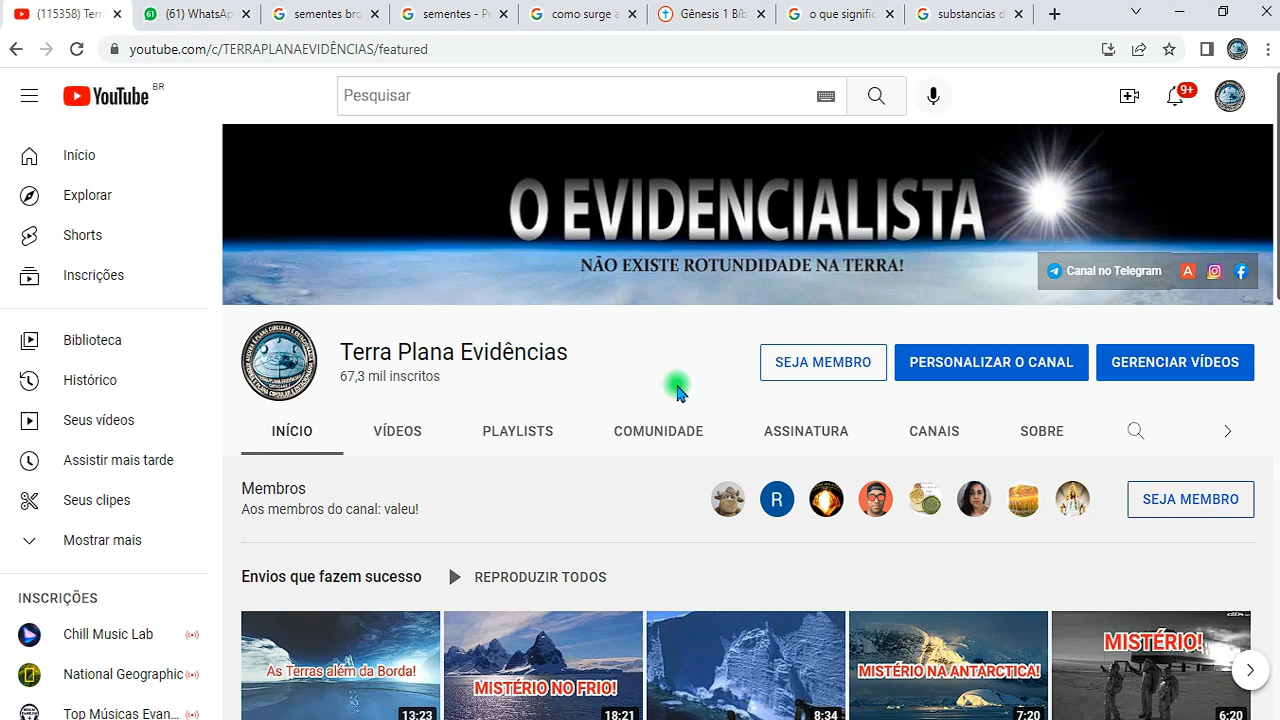 (115358) Terra
(61) WhatsAp
sementes bro
sementes - Pe
como surge a
Gênesis 1 Bíb
o que signific
substancias d
youtube.com/c/TERRAPLANAEVIDÊNCIAS/featured
YouTube BR
Pesquisar
9+
Início
Explorar
Shorts
Inscrições
Biblioteca
Histórico
Seus vídeos
Assistir mais tarde
Seus clipes
Mostrar mais
INSCRIÇÕES
Chill Music Lab
National Geographic
Top Músicas Evan...
O EVIDENCIALISTA
NÃO EXISTE ROTUNDIDADE NA TERRA!
Canal no Telegram
Terra Plana Evidências
67,3 mil inscritos
SEJA MEMBRO
PERSONALIZAR O CANAL
GERENCIAR VÍDEOS
INÍCIO
VÍDEOS
PLAYLISTS
COMUNIDADE
ASSINATURA
CANAIS
SOBRE
Membros
Aos membros do canal: valeu!
R
SEJA MEMBRO
Envios que fazem sucesso
REPRODUZIR TODOS
As Terras além da Borda!
13:23
MISTÉRIO NO FRIO!
18:21
8:34
MISTÉRIO NA ANTARCTICA!
7:20
MISTÉRIO!
6:20